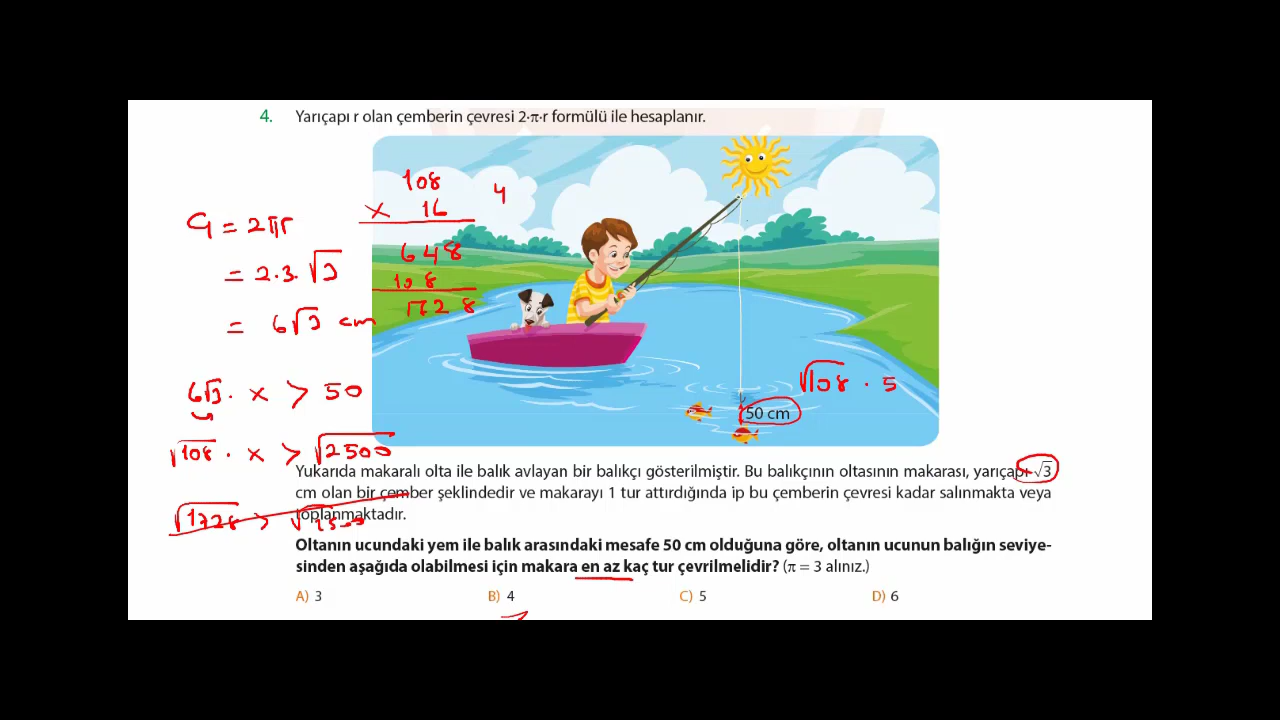 4. Yarıçapı r olan çemberin çevresi 2·π·r formülü ile hesaplanır.
108
x 16
4
648
108
1728
Ç = 2πr
= 2.3.√3
= 6√3 cm
6√3 . x > 50
√108 . x > √2500
√1728 > √2500
√108 . 5
50 cm
Yukarıda makaralı olta ile balık avlayan bir balıkçı gösterilmiştir. Bu balıkçının oltasının makarası, yarıçapı √3
cm olan bir çember şeklindedir ve makarayı 1 tur attırdığında ip bu çemberin çevresi kadar salınmakta veya
toplanmaktadır.
Oltanın ucundaki yem ile balık arasındaki mesafe 50 cm olduğuna göre, oltanın ucunun balığın seviye-
sinden aşağıda olabilmesi için makara en az kaç tur çevrilmelidir? (π = 3 alınız.)
A) 3 B) 4 C) 5 D) 6